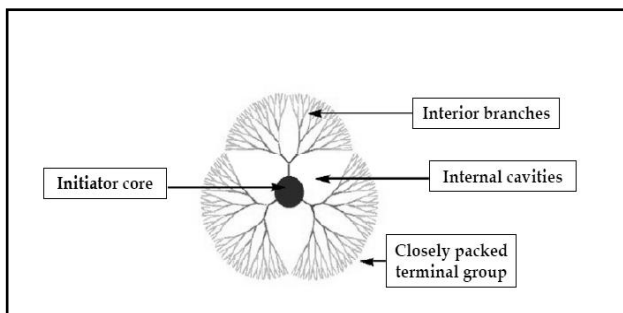 Interior branches
Initiator core
Internal cavities
Closely packed
terminal group